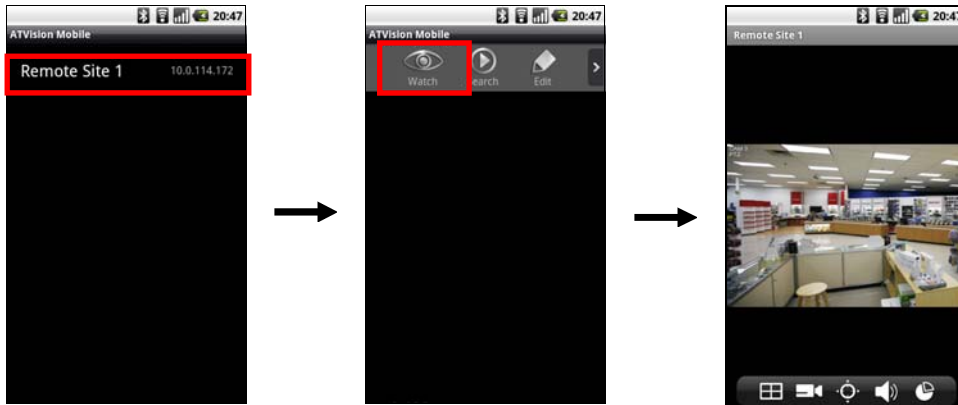 20:47
ATVision Mobile
Remote Site 1 10.0.114.172
20:47
ATVision Mobile
Watch
Search
Edit
20:47
Remote Site 1